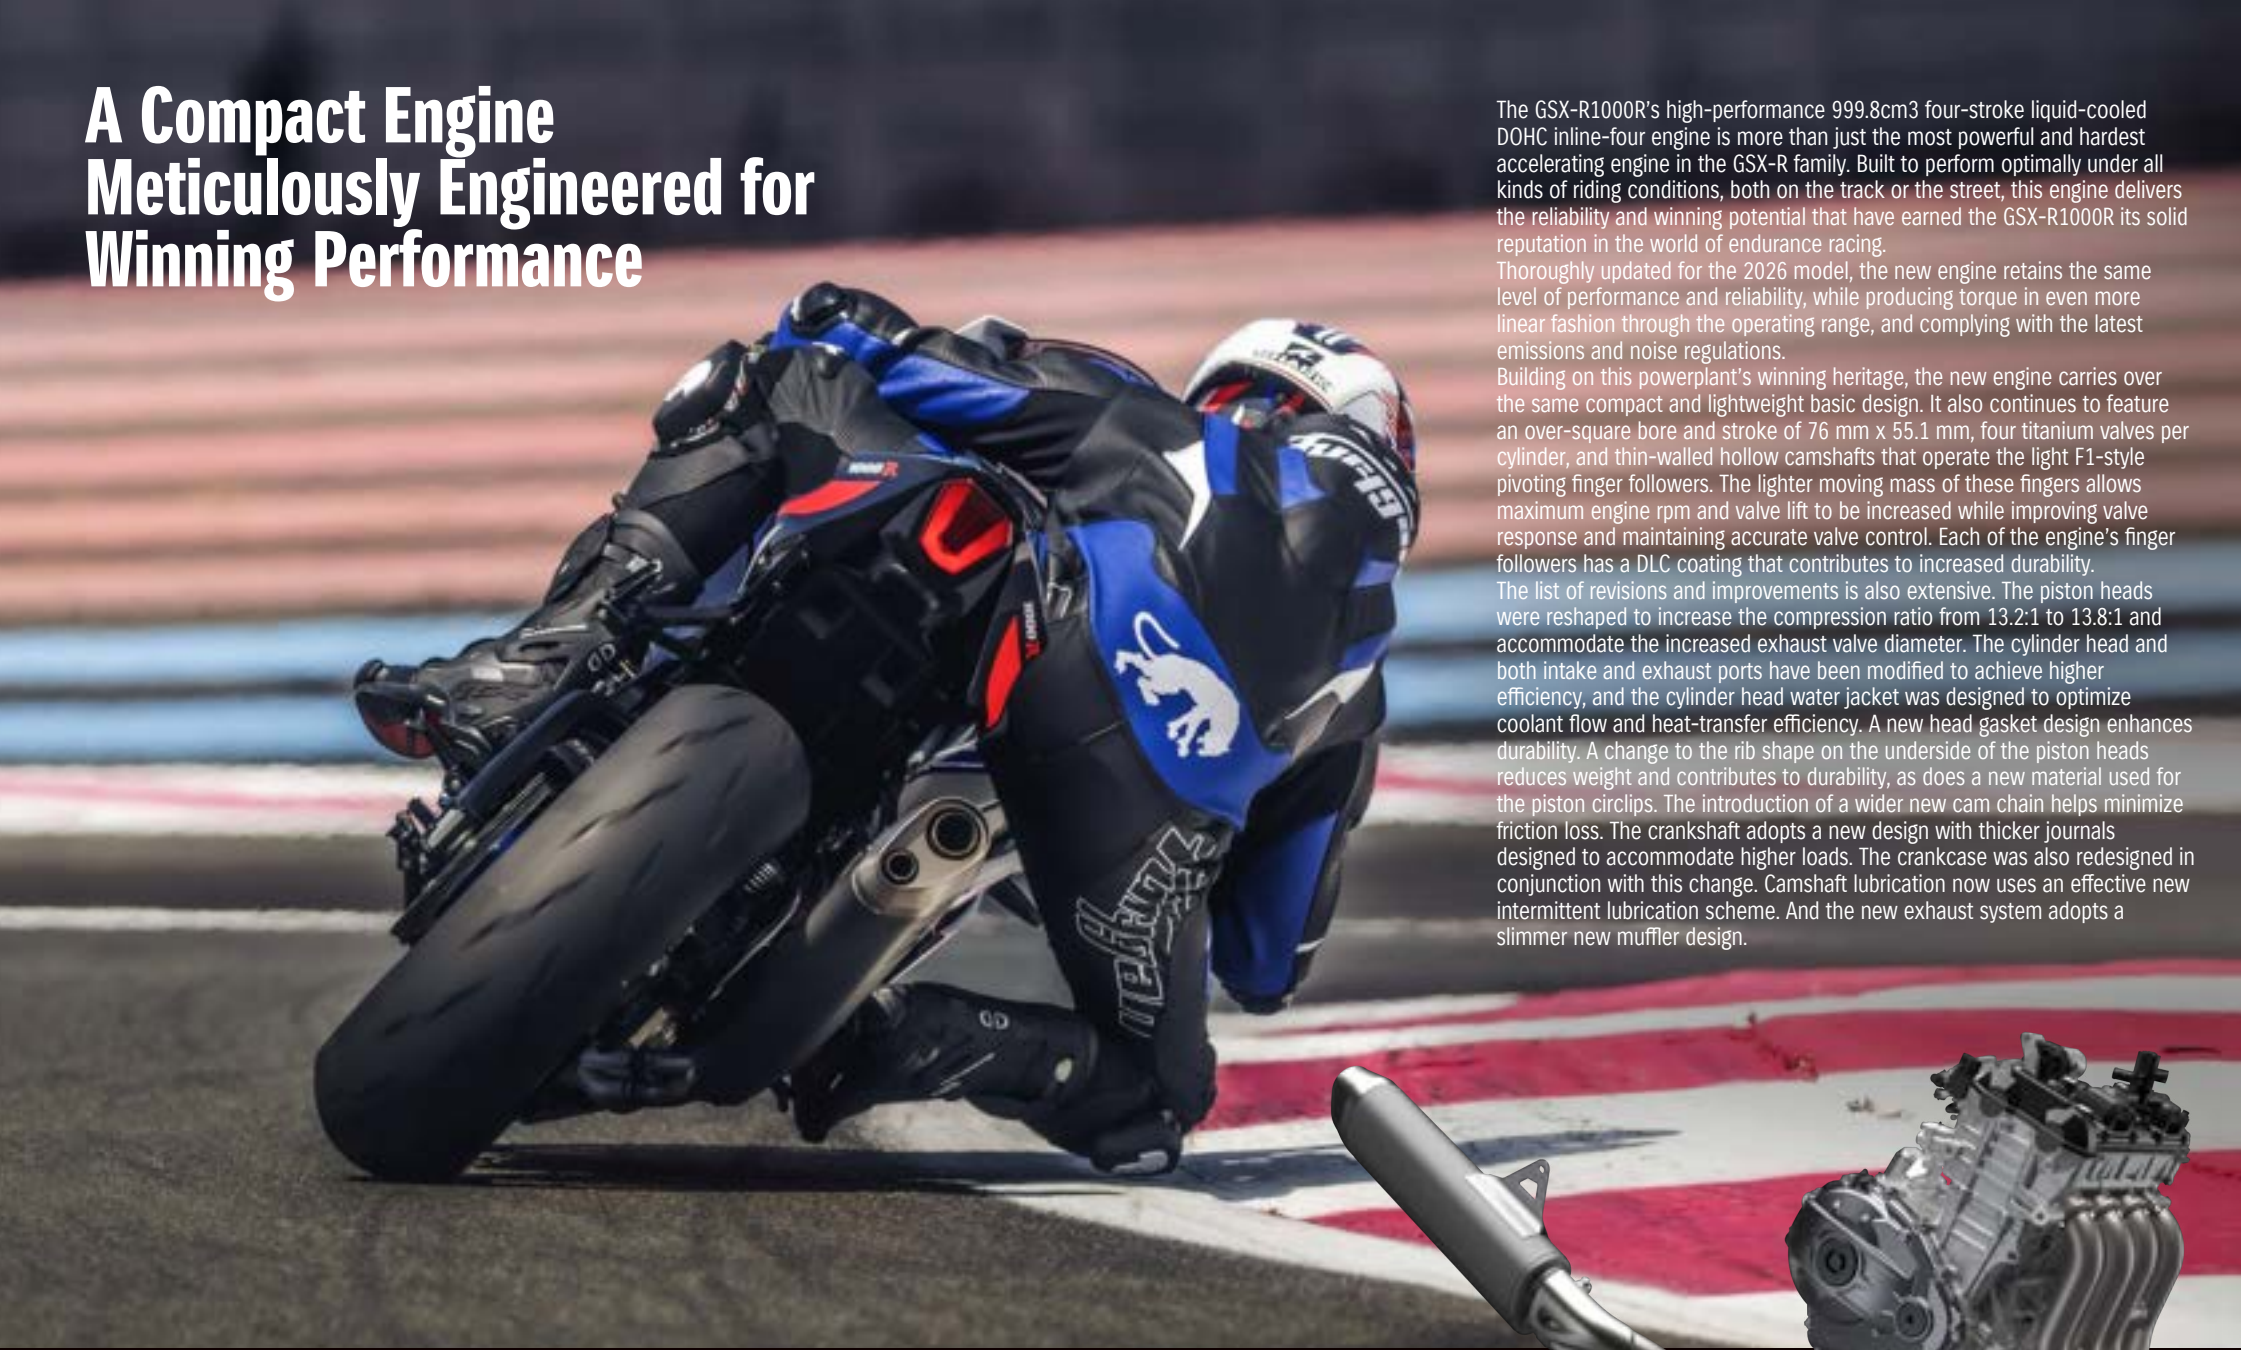 A Compact Engine
Meticulously Engineered for
Winning Performance
The GSX-R1000R's high-performance 999.8cm3 four-stroke liquid-cooled
DOHC inline-four engine is more than just the most powerful and hardest
accelerating engine in the GSX-R family. Built to perform optimally under all
kinds of riding conditions, both on the track or the street, this engine delivers
the reliability and winning potential that have earned the GSX-R1000R its solid
reputation in the world of endurance racing.
Thoroughly updated for the 2026 model, the new engine retains the same
level of performance and reliability, while producing torque in even more
linear fashion through the operating range, and complying with the latest
emissions and noise regulations.
Building on this powerplant's winning heritage, the new engine carries over
the same compact and lightweight basic design. It also continues to feature
an over-square bore and stroke of 76 mm x 55.1 mm, four titanium valves per
cylinder, and thin-walled hollow camshafts that operate the light F1-style
pivoting finger followers. The lighter moving mass of these fingers allows
maximum engine rpm and valve lift to be increased while improving valve
response and maintaining accurate valve control. Each of the engine's finger
followers has a DLC coating that contributes to increased durability.
The list of revisions and improvements is also extensive. The piston heads
were reshaped to increase the compression ratio from 13.2:1 to 13.8:1 and
accommodate the increased exhaust valve diameter. The cylinder head and
both intake and exhaust ports have been modified to achieve higher
efficiency, and the cylinder head water jacket was designed to optimize
coolant flow and heat-transfer efficiency. A new head gasket design enhances
durability. A change to the rib shape on the underside of the piston heads
reduces weight and contributes to durability, as does a new material used for
the piston circlips. The introduction of a wider new cam chain helps minimize
friction loss. The crankshaft adopts a new design with thicker journals
designed to accommodate higher loads. The crankcase was also redesigned in
conjunction with this change. Camshaft lubrication now uses an effective new
intermittent lubrication scheme. And the new exhaust system adopts a
slimmer new muffler design.
1000R
1000R